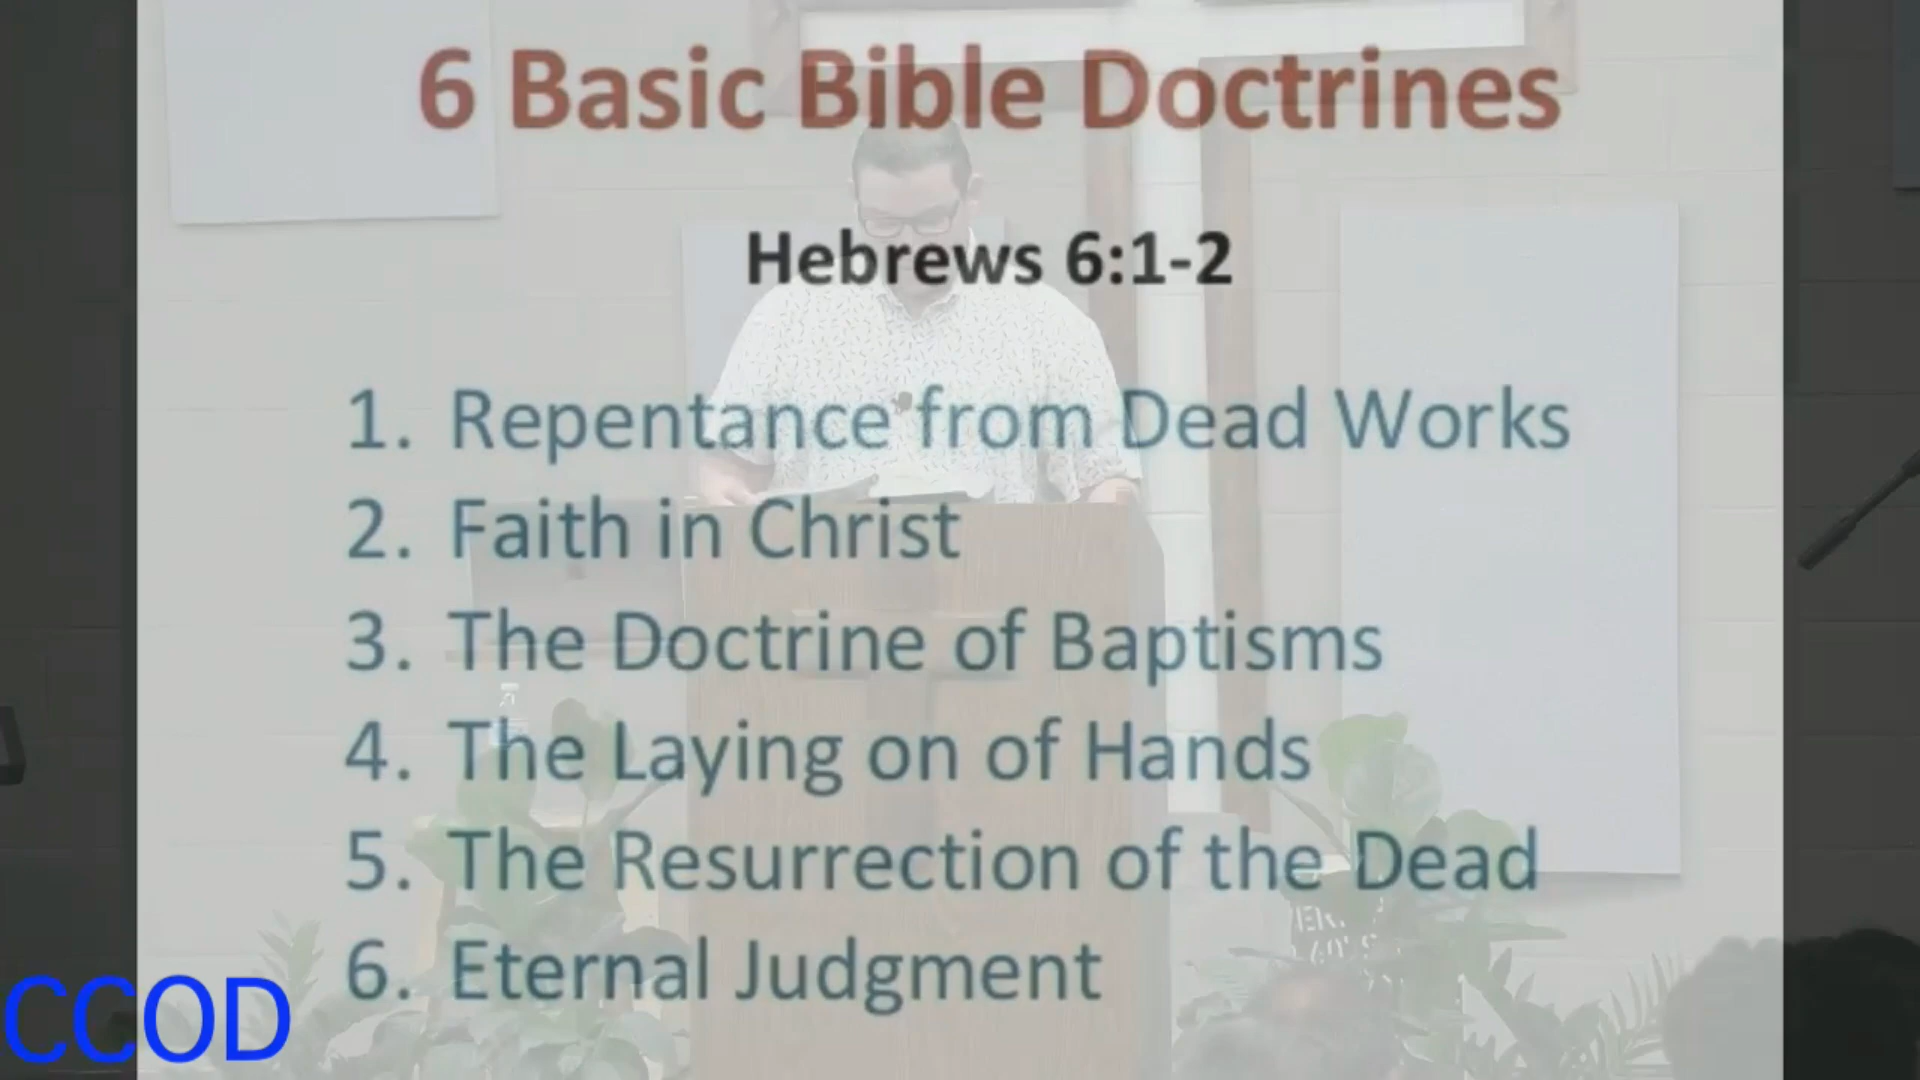 6 Basic Bible Doctrines
Hebrews 6:1-2
1. Repentance from Dead Works
2. Faith in Christ
3. The Doctrine of Baptisms
4. The Laying on of Hands
5. The Resurrection of the Dead
6. Eternal Judgment
CCOD